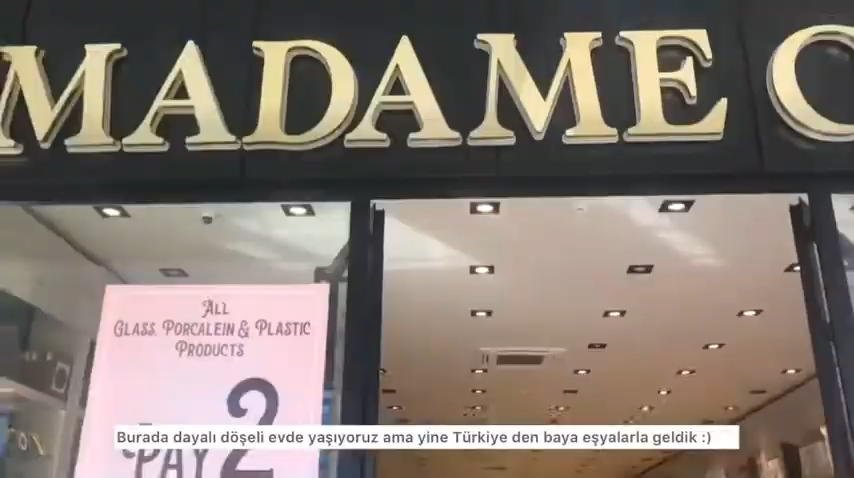 MADAME C
ALL
GLASS, PORCALEIN & PLASTIC
PRODUCTS
PAY 2
Burada dayalı döşeli evde yaşıyoruz ama yine Türkiye den baya eşyalarla geldik :)